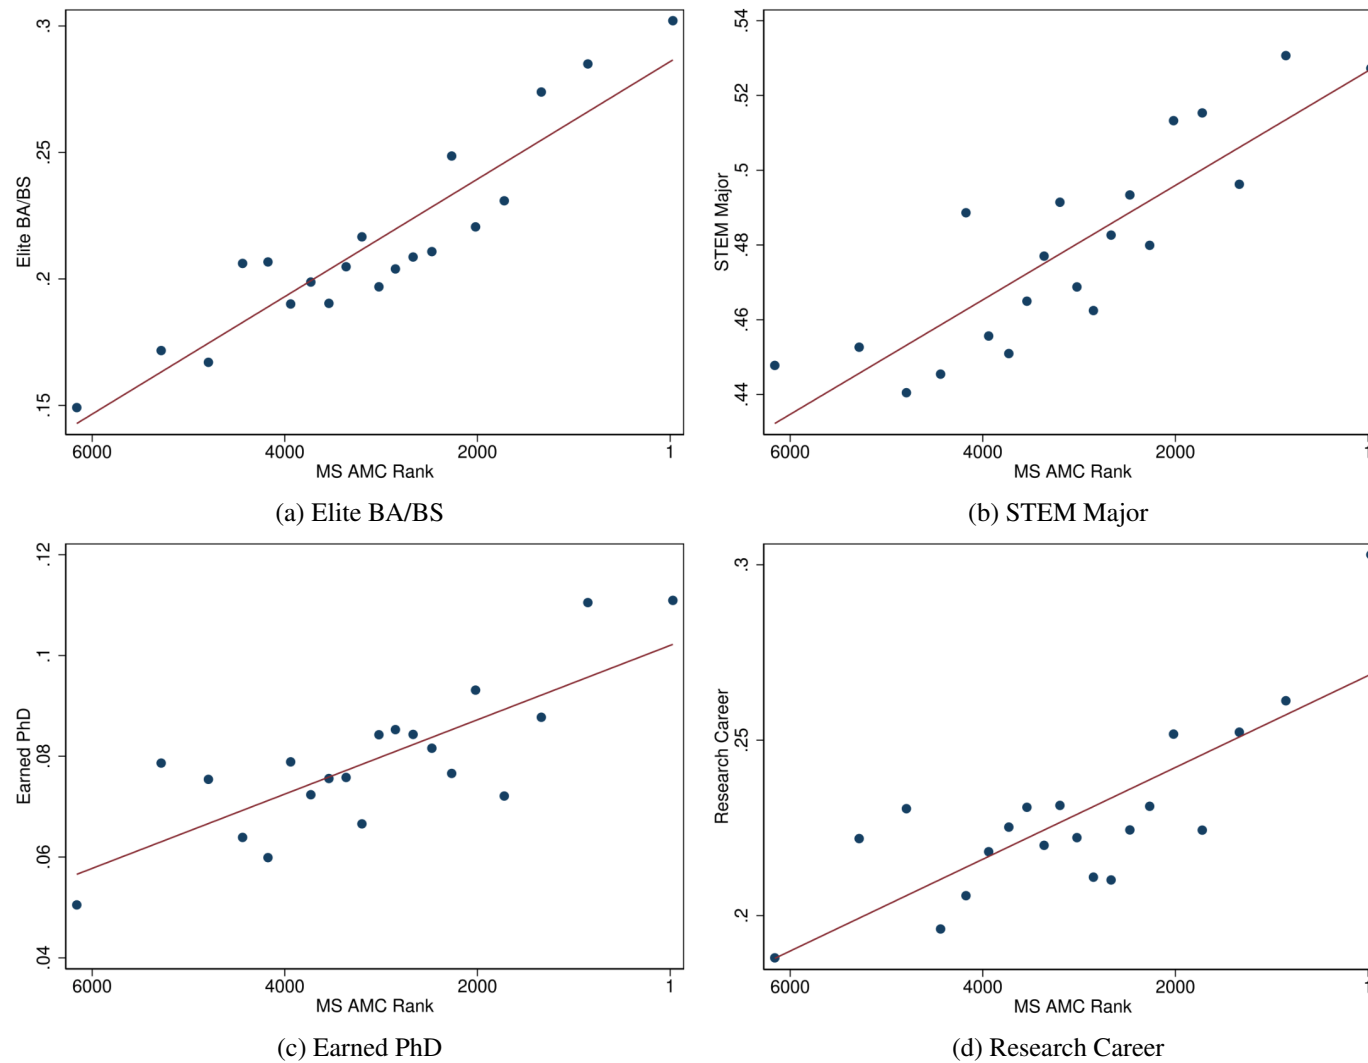 Elite BA/BS
.3
.25
.2
.15
6000 4000 2000 1
MS AMC Rank
(a) Elite BA/BS
STEM Major
.54
.52
.5
.48
.46
.44
6000 4000 2000 1
MS AMC Rank
(b) STEM Major
Earned PhD
.12
.1
.08
.06
.04
6000 4000 2000 1
MS AMC Rank
(c) Earned PhD
Research Career
.3
.25
.2
6000 4000 2000 1
MS AMC Rank
(d) Research Career